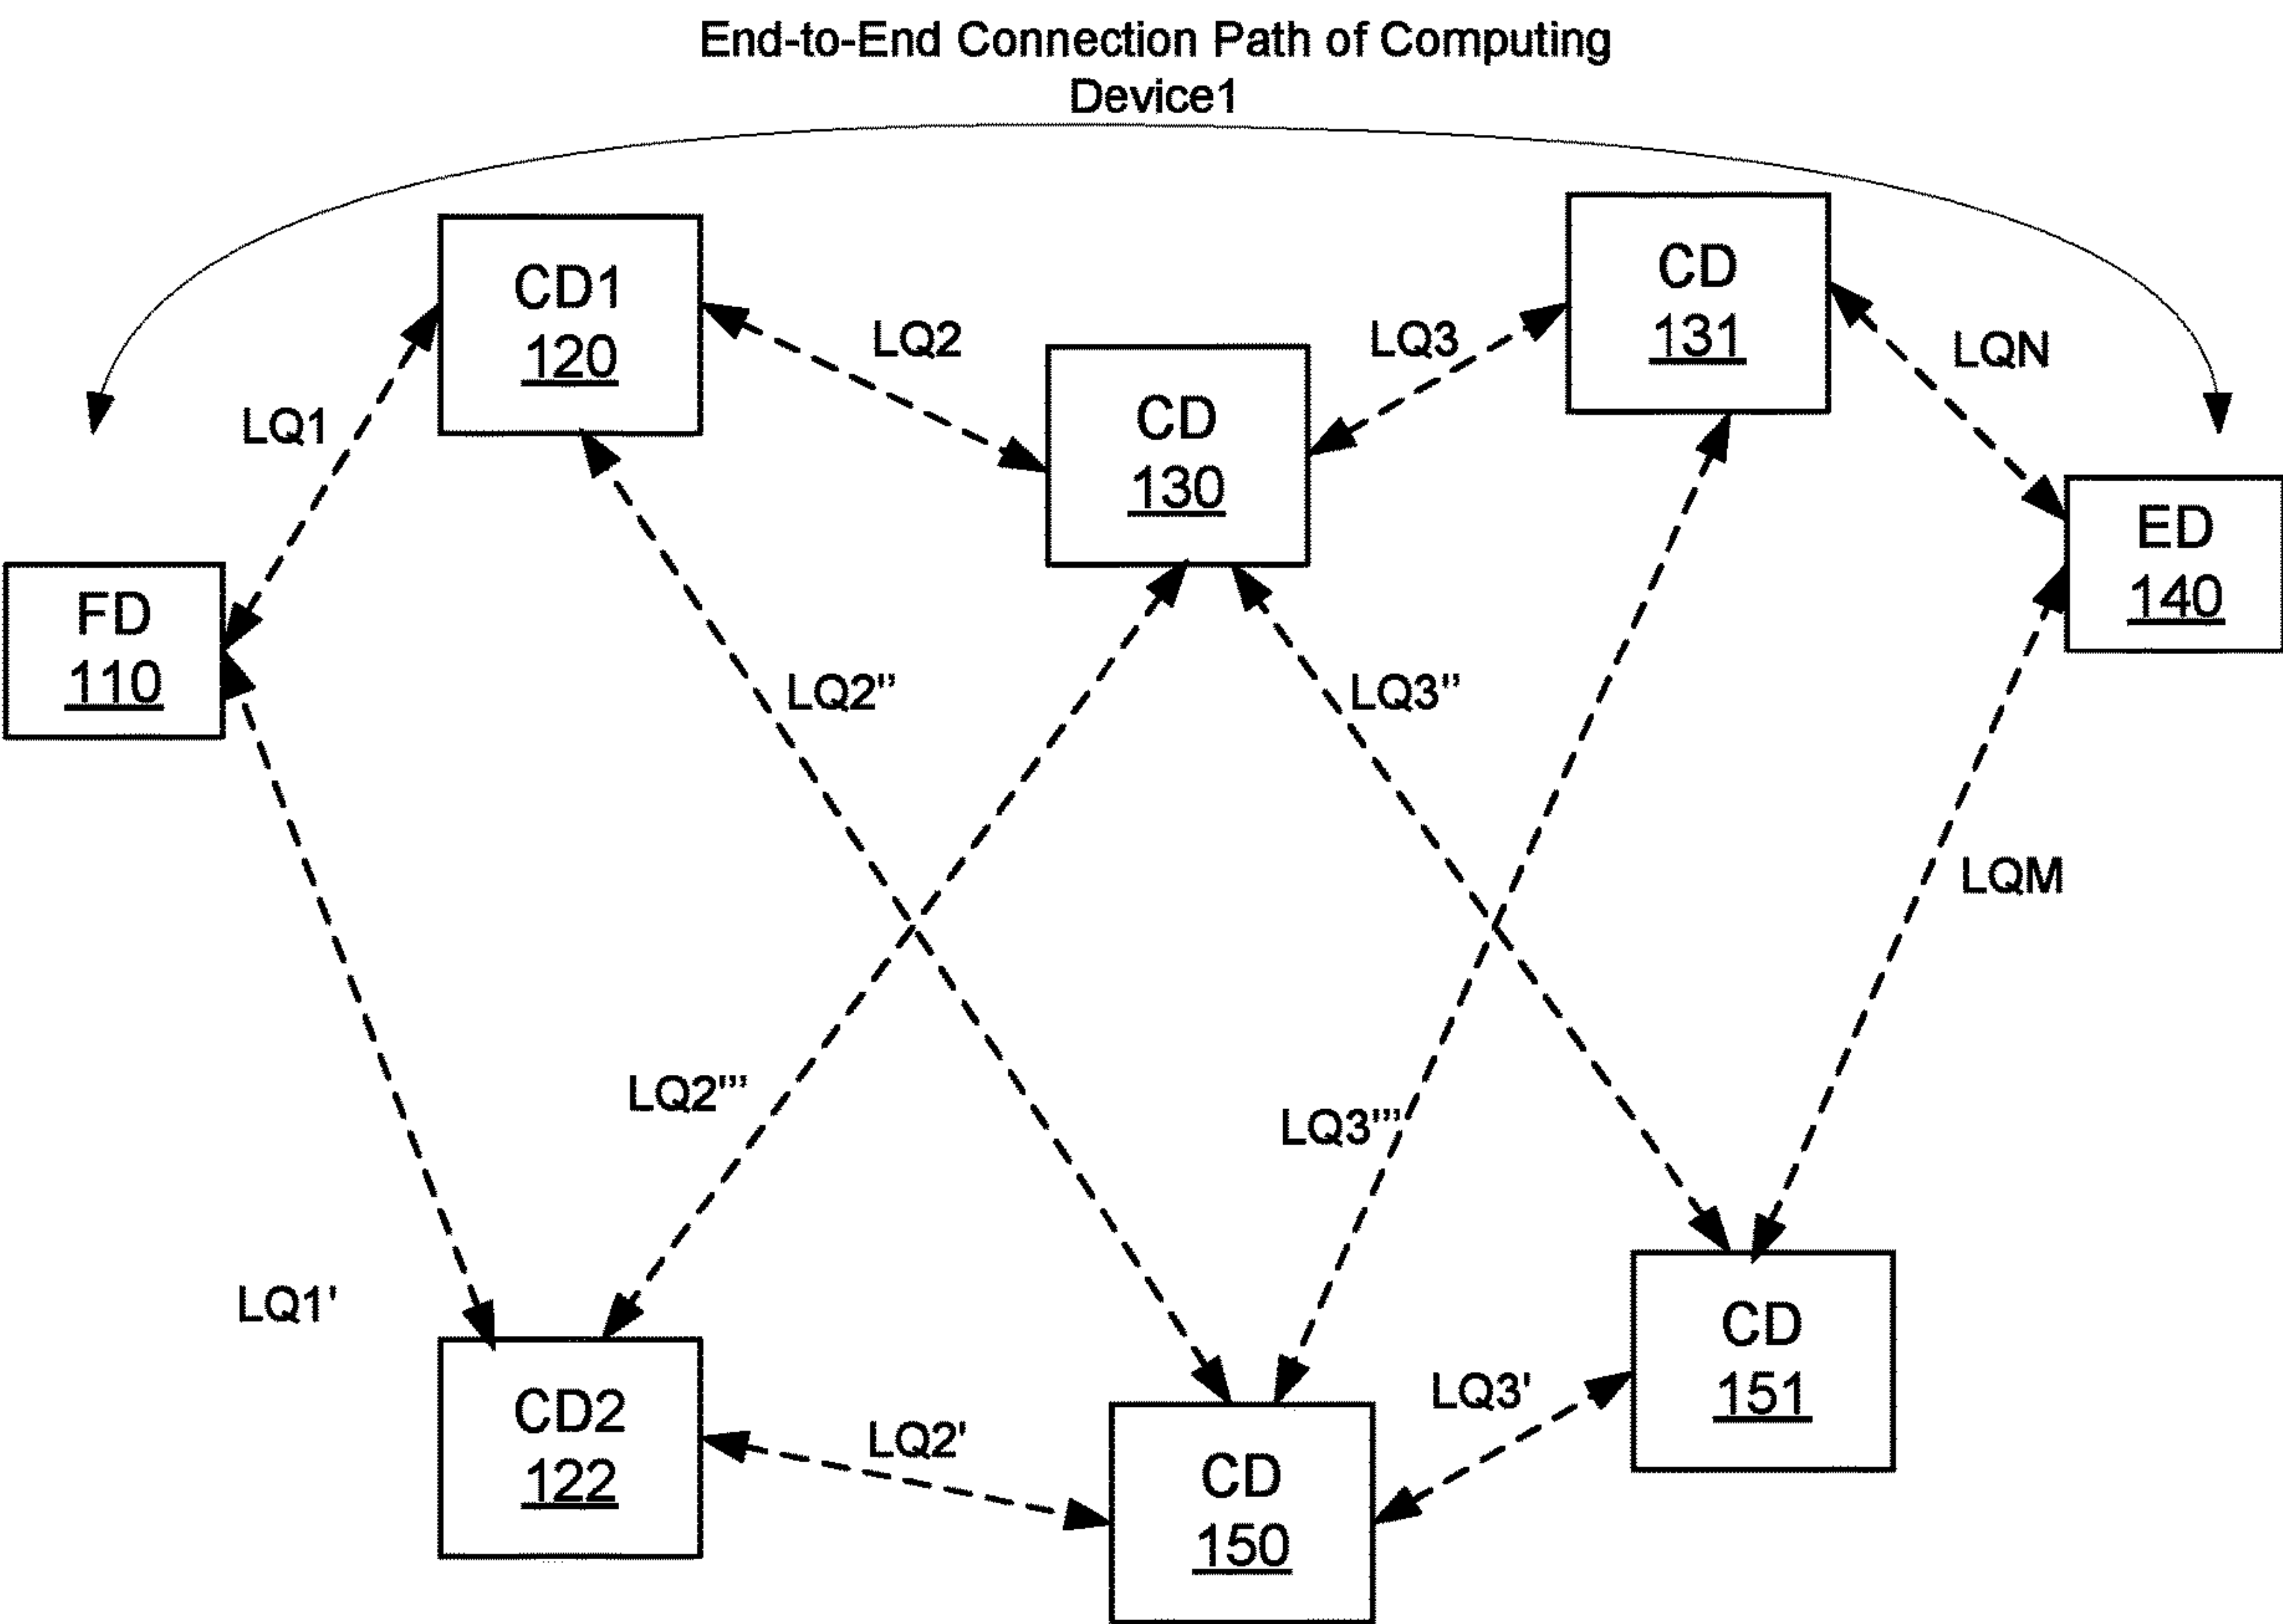 End-to-End Connection Path of Computing
Device1
CD1
120
CD
131
LQ2
LQ3
LQN
LQ1
CD
130
ED
140
FD
110
LQ2''
LQ3''
LQM
LQ2'''
LQ3'''
LQ1'
CD
151
CD2
122
LQ2'
LQ3'
CD
150